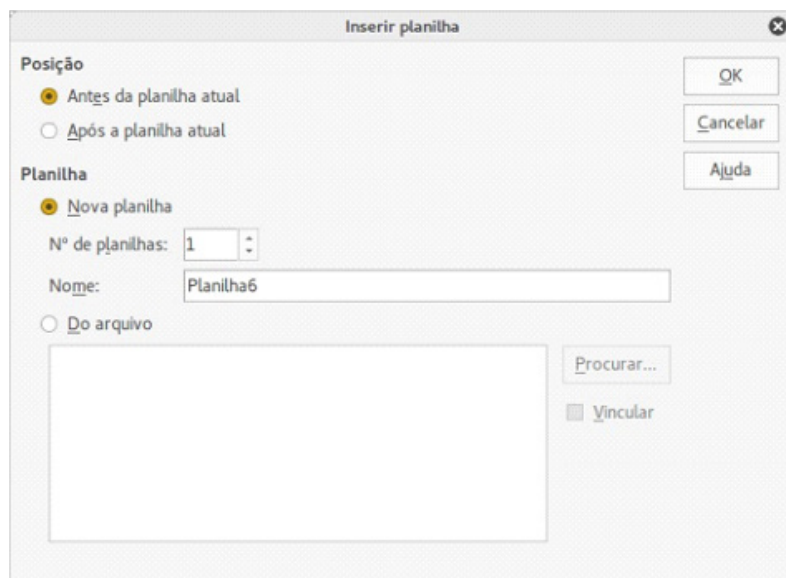 Inserir planilha
Posição
Antes da planilha atual
Após a planilha atual
OK
Cancelar
Ajuda
Planilha
Nova planilha
Nº de planilhas: 1
Nome: Planilha6
Do arquivo
Procurar...
Vincular